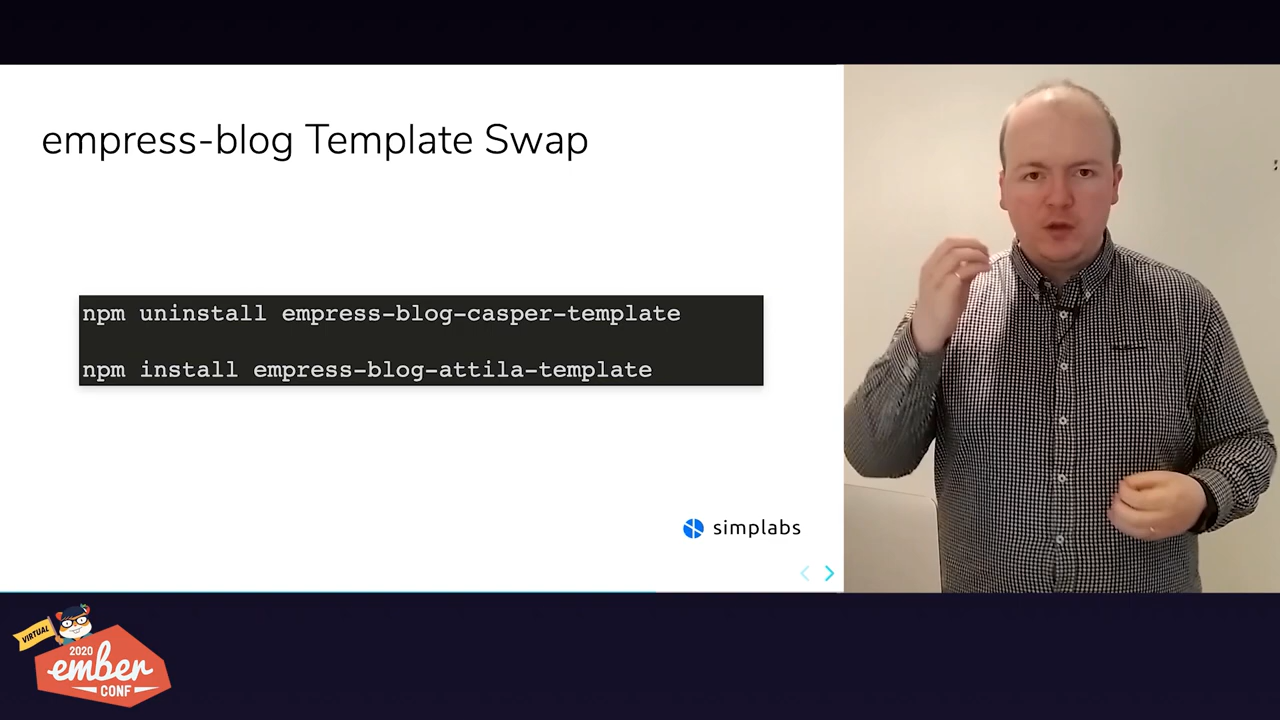 empress-blog Template Swap
npm uninstall empress-blog-casper-template
npm install empress-blog-attila-template
simplabs
VIRTUAL
2020
ember
CONF